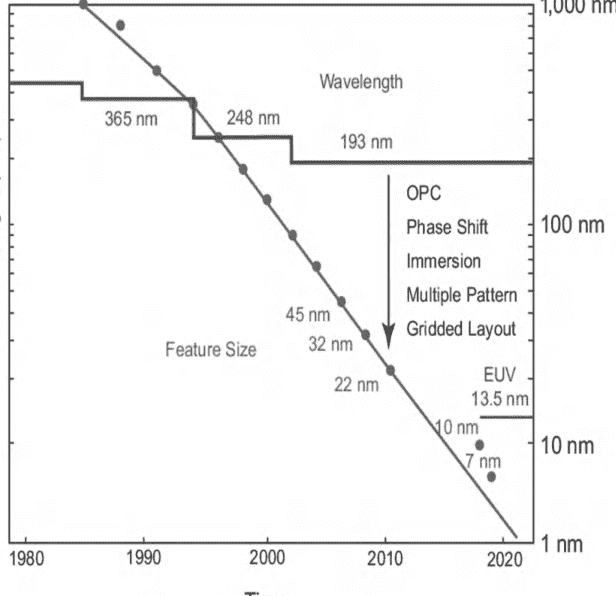 1,000 nm
Wavelength
365 nm
248 nm
193 nm
OPC
Phase Shift
Immersion
Multiple Pattern
Gridded Layout
100 nm
45 nm
32 nm
22 nm
Feature Size
EUV
13.5 nm
10 nm
10 nm
7 nm
1 nm
1980
1990
2000
2010
2020